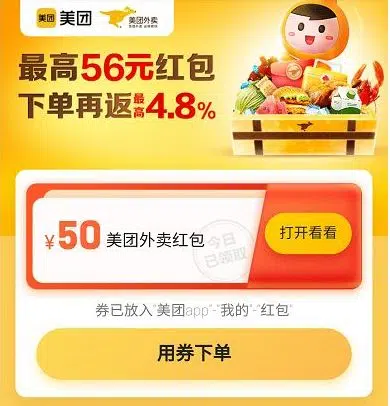 美团 美团 美团外卖
最高56元红包
下单再返最高4.8%
¥50 美团外卖红包 打开看看
今日
已领取
券已放入"美团app"-"我的"-"红包"
用券下单